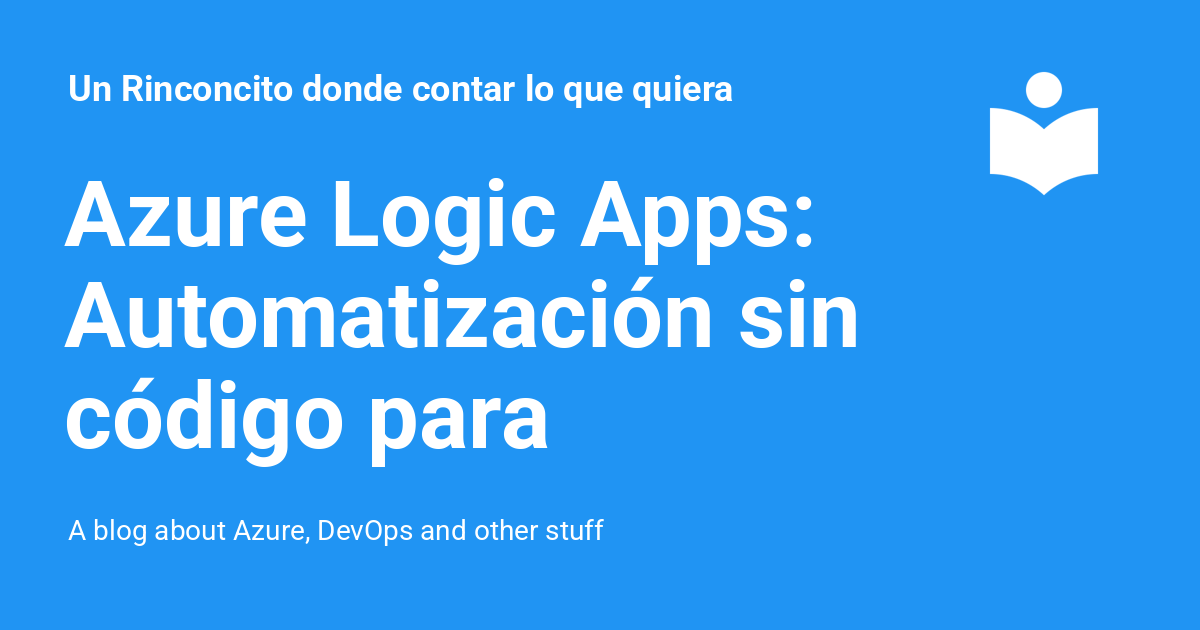 Un Rinconcito donde contar lo que quiera
Azure Logic Apps:
Automatización sin
código para
A blog about Azure, DevOps and other stuff